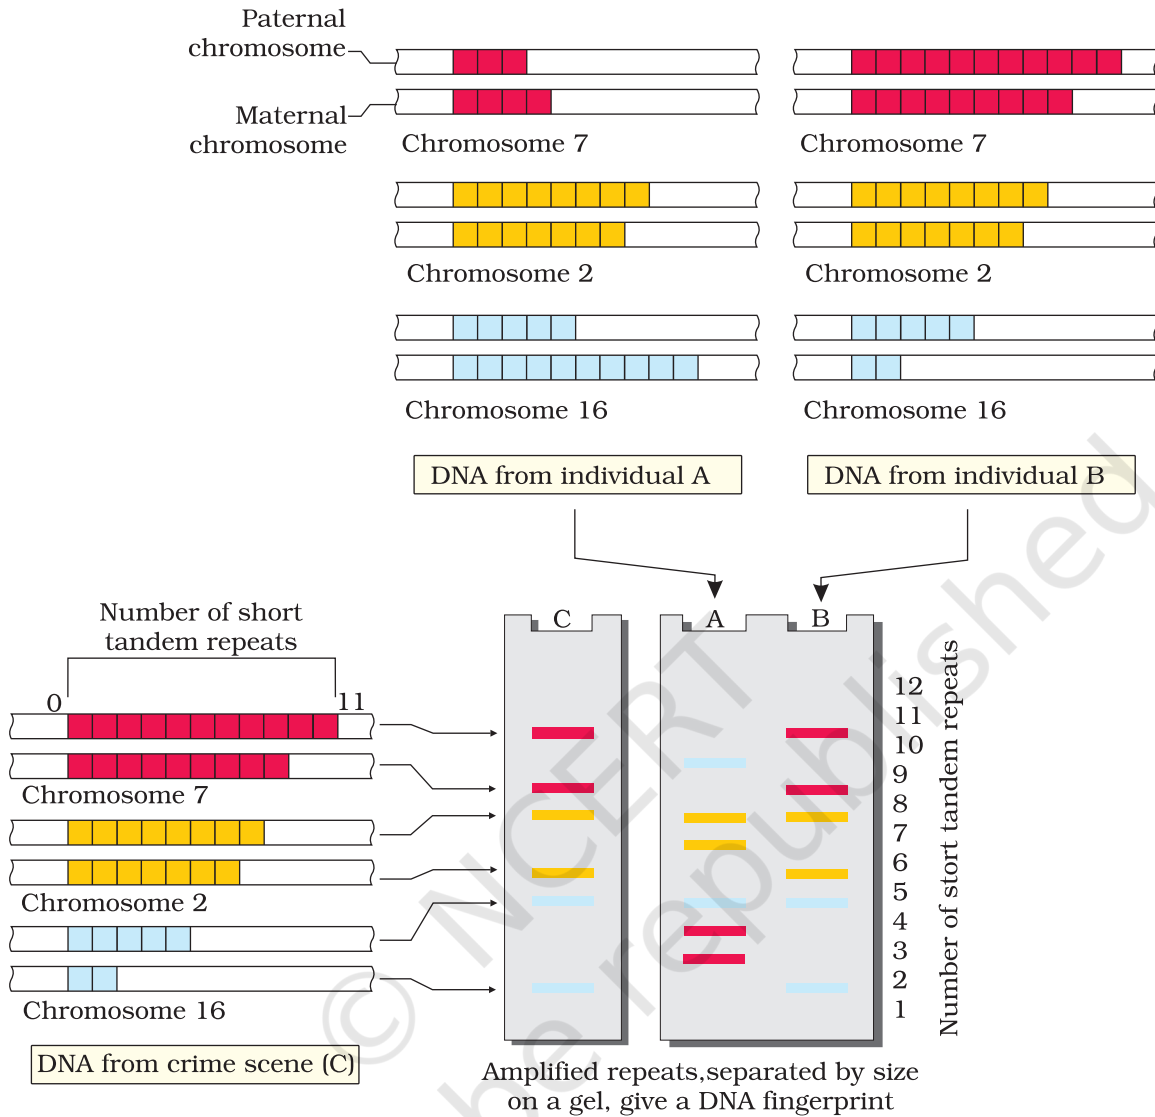 Paternal
chromosome
Maternal
chromosome
Chromosome 7
Chromosome 7
Chromosome 2
Chromosome 2
Chromosome 16
Chromosome 16
DNA from individual A
DNA from individual B
Number of short
tandem repeats
0
11
Chromosome 7
Chromosome 2
Chromosome 16
DNA from crime scene (C)
C
A
B
12
11
10
9
8
7
6
5
4
3
2
1
Number of stort tandem repeats
Amplified repeats,separated by size
on a gel, give a DNA fingerprint
© NCERT
he republished